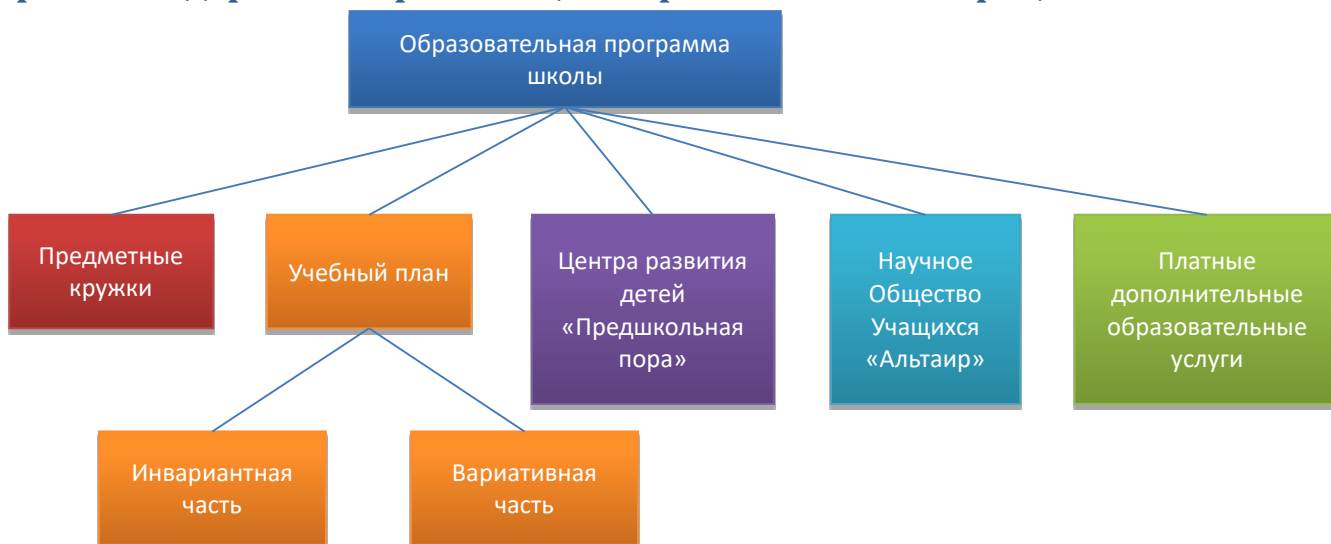 Образовательная программа
школы
Предметные
кружки
Учебный план
Центра развития
детей
«Предшкольная
пора»
Научное
Общество
Учащихся
«Альтаир»
Платные
дополнительные
образовательные
услуги
Инвариантная
часть
Вариативная
часть